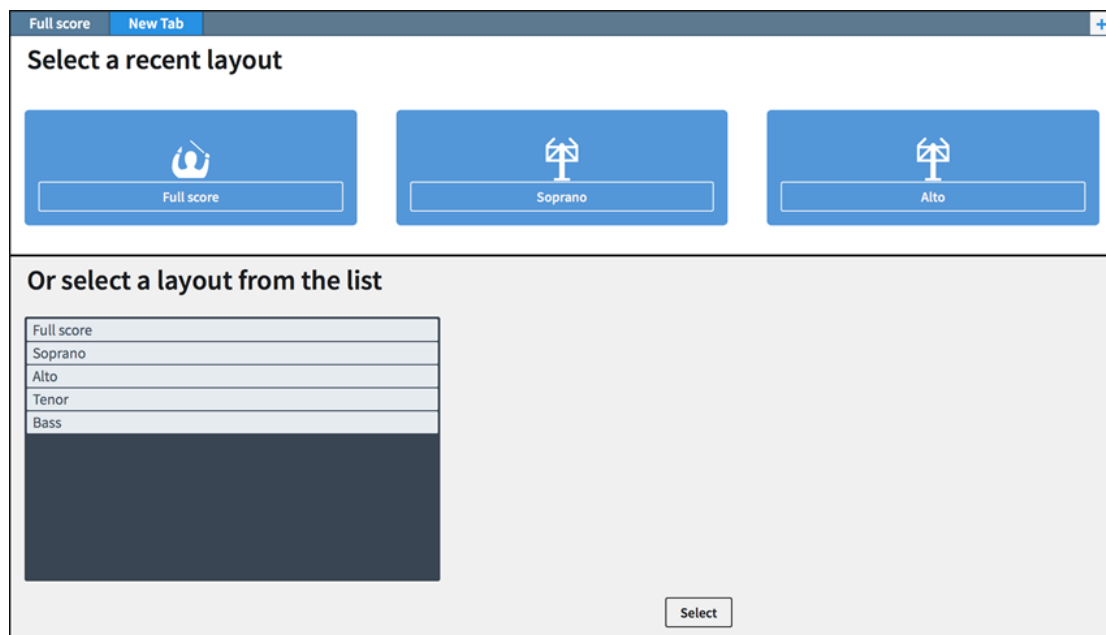 Full score New Tab +
Select a recent layout
Full score Soprano Alto
Or select a layout from the list
Full score
Soprano
Alto
Tenor
Bass
Select